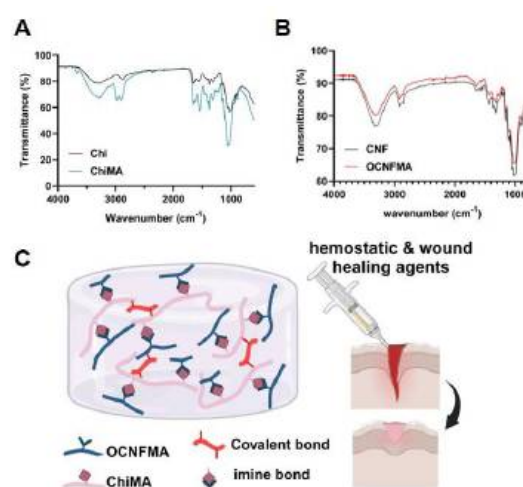 A
Transmittance (%)
120
100
80
60
40
20
0
Chi
ChiMA
4000
3000
2000
1000
Wavenumber (cm⁻¹)
B
Transmittance (%)
100
90
80
70
60
CNF
OCNFMA
4000
3000
2000
1000
wavenumber (cm⁻¹)
C
hemostatic & wound
healing agents
OCNFMA
Covalent bond
ChiMA
imine bond